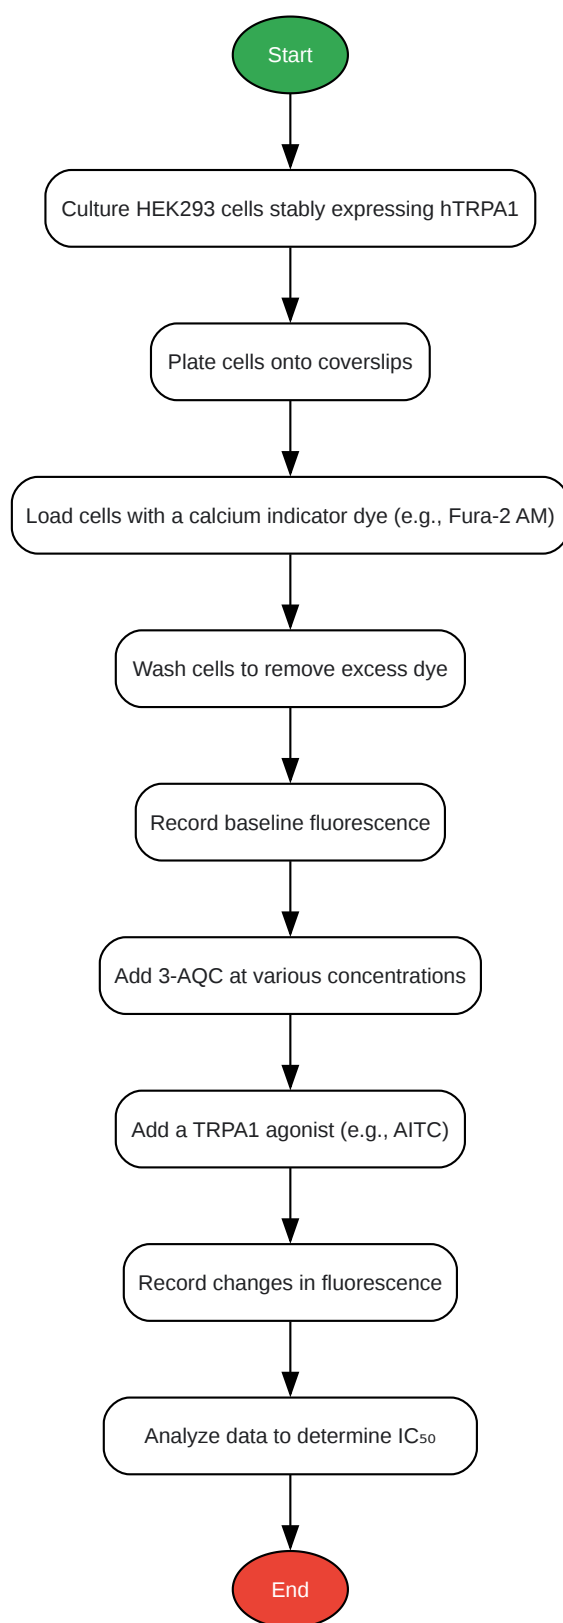 Start
Culture HEK293 cells stably expressing hTRPA1
Plate cells onto coverslips
Load cells with a calcium indicator dye (e.g., Fura-2 AM)
Wash cells to remove excess dye
Record baseline fluorescence
Add 3-AQC at various concentrations
Add a TRPA1 agonist (e.g., AITC)
Record changes in fluorescence
Analyze data to determine IC₅₀
End